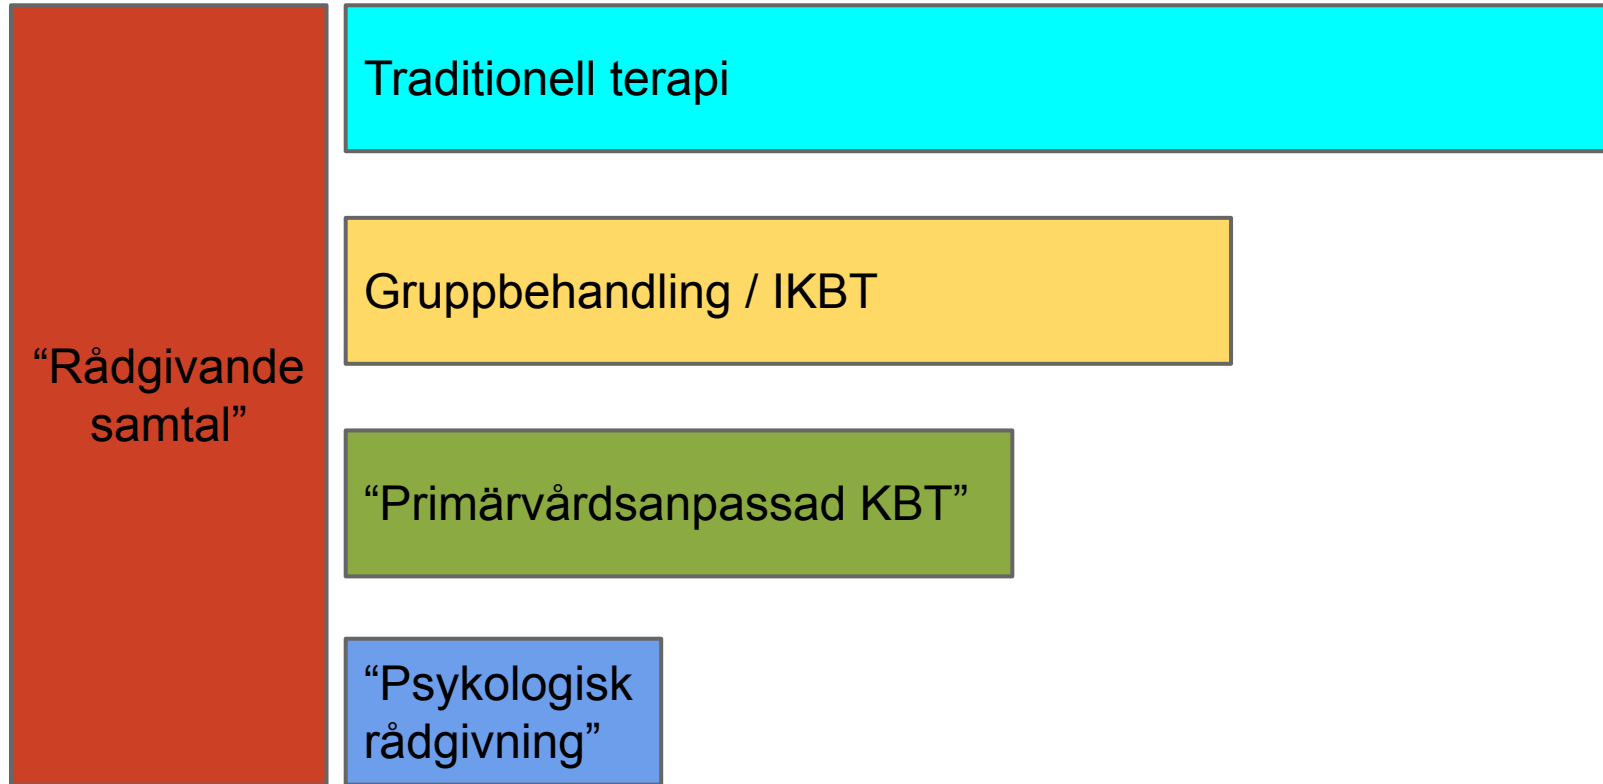 “Rådgivande
samtal”
Traditionell terapi
Gruppbehandling / IKBT
“Primärvårdsanpassad KBT”
“Psykologisk
rådgivning”